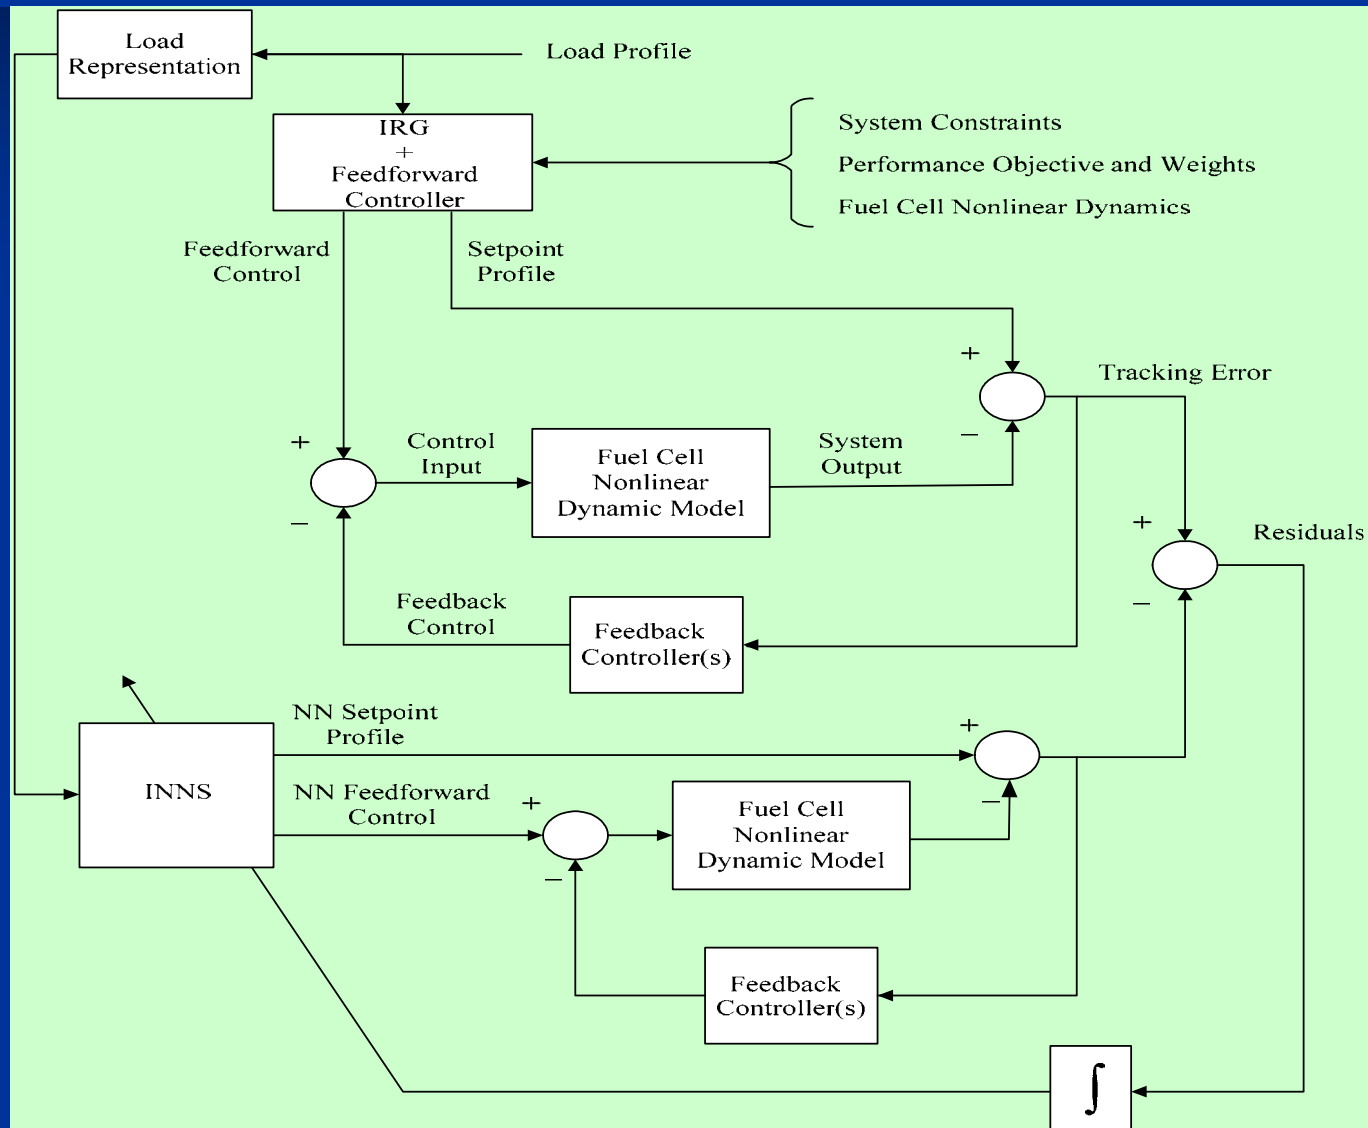 Load
Representation
Load Profile
IRG
+
Feedforward
Controller
System Constraints
Performance Objective and Weights
Fuel Cell Nonlinear Dynamics
Feedforward
Control
Setpoint
Profile
+
Tracking Error
−
+
Control
Input
Fuel Cell
Nonlinear
Dynamic Model
System
Output
−
+
Residuals
−
Feedback
Control
Feedback
Controller(s)
NN Setpoint
Profile
+
−
INNS
NN Feedforward
Control
+
−
Fuel Cell
Nonlinear
Dynamic Model
Feedback
Controller(s)
∫